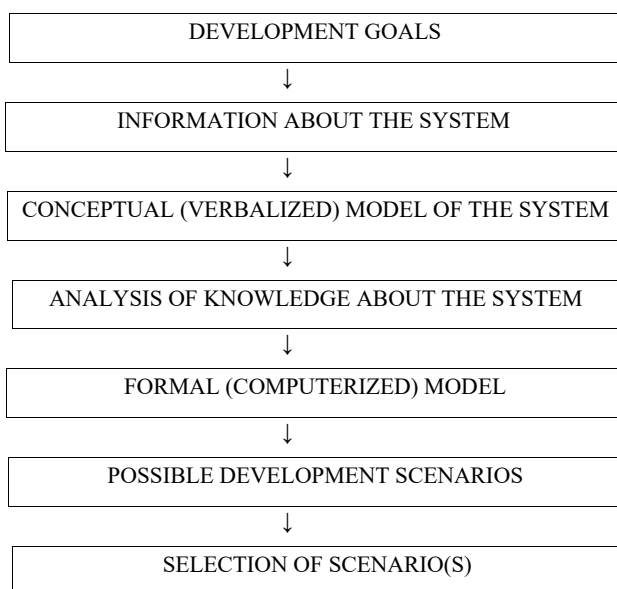 DEVELOPMENT GOALS
↓
INFORMATION ABOUT THE SYSTEM
↓
CONCEPTUAL (VERBALIZED) MODEL OF THE SYSTEM
↓
ANALYSIS OF KNOWLEDGE ABOUT THE SYSTEM
↓
FORMAL (COMPUTERIZED) MODEL
↓
POSSIBLE DEVELOPMENT SCENARIOS
↓
SELECTION OF SCENARIO(S)